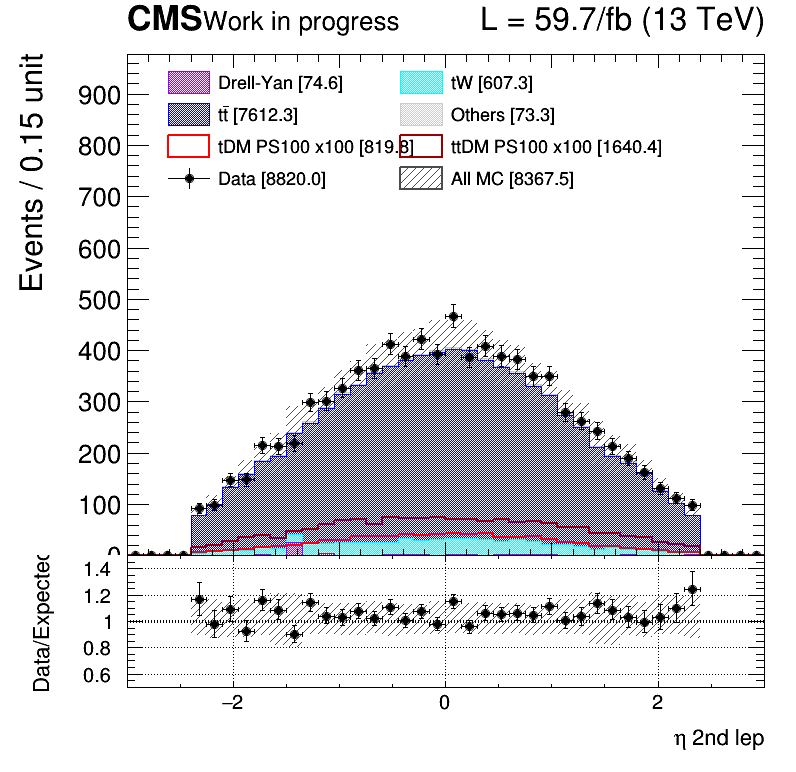 CMS Work in progress L = 59.7/fb (13 TeV)
Events / 0.15 unit
Drell-Yan [74.6] tW [607.3]
tt̄ [7612.3] Others [73.3]
tDM PS100 x100 [819.8] ttDM PS100 x100 [1640.4]
Data [8820.0] All MC [8367.5]
900
800
700
600
500
400
300
200
100
0
Data/Expected
1.4
1.2
1
0.8
0.6
−2 0 2
η 2nd lep